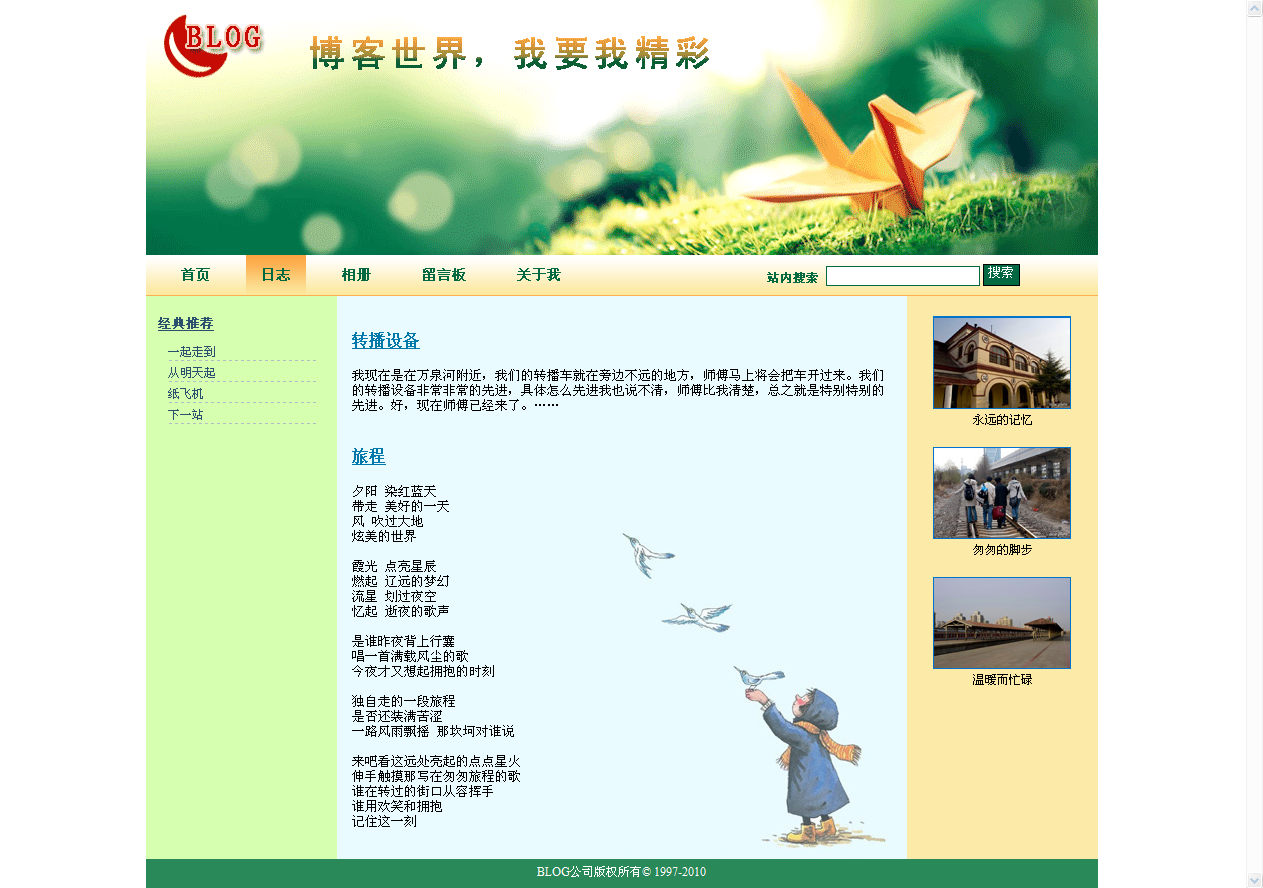 BLOG
博客世界，我要我精彩
首页 日志 相册 留言板 关于我 站内搜索 搜索
经典推荐
一起走到
从明天起
纸飞机
下一站
转播设备
我现在是在万泉河附近，我们的转播车就在旁边不远的地方，师傅马上将会把车开过来。我们
的转播设备非常非常的先进，具体怎么先进我也说不清，师傅比我清楚，总之就是特别特别的
先进。好，现在师傅已经来了。……
旅程
夕阳 染红蓝天
带走 美好的一天
风 吹过大地
炫美的世界
霞光 点亮星辰
燃起 辽远的梦幻
流星 划过夜空
忆起 逝夜的歌声
是谁昨夜背上行囊
唱一首满载风尘的歌
今夜才又想起拥抱的时刻
独自走的一段旅程
是否还装满苦涩
一路风雨飘摇 那坎坷对谁说
来吧看这远处亮起的点点星火
伸手触摸那写在匆匆旅程的歌
谁在转过的街口从容挥手
谁用欢笑和拥抱
记住这一刻
永远的记忆
匆匆的脚步
温暖而忙碌
BLOG公司版权所有© 1997-2010